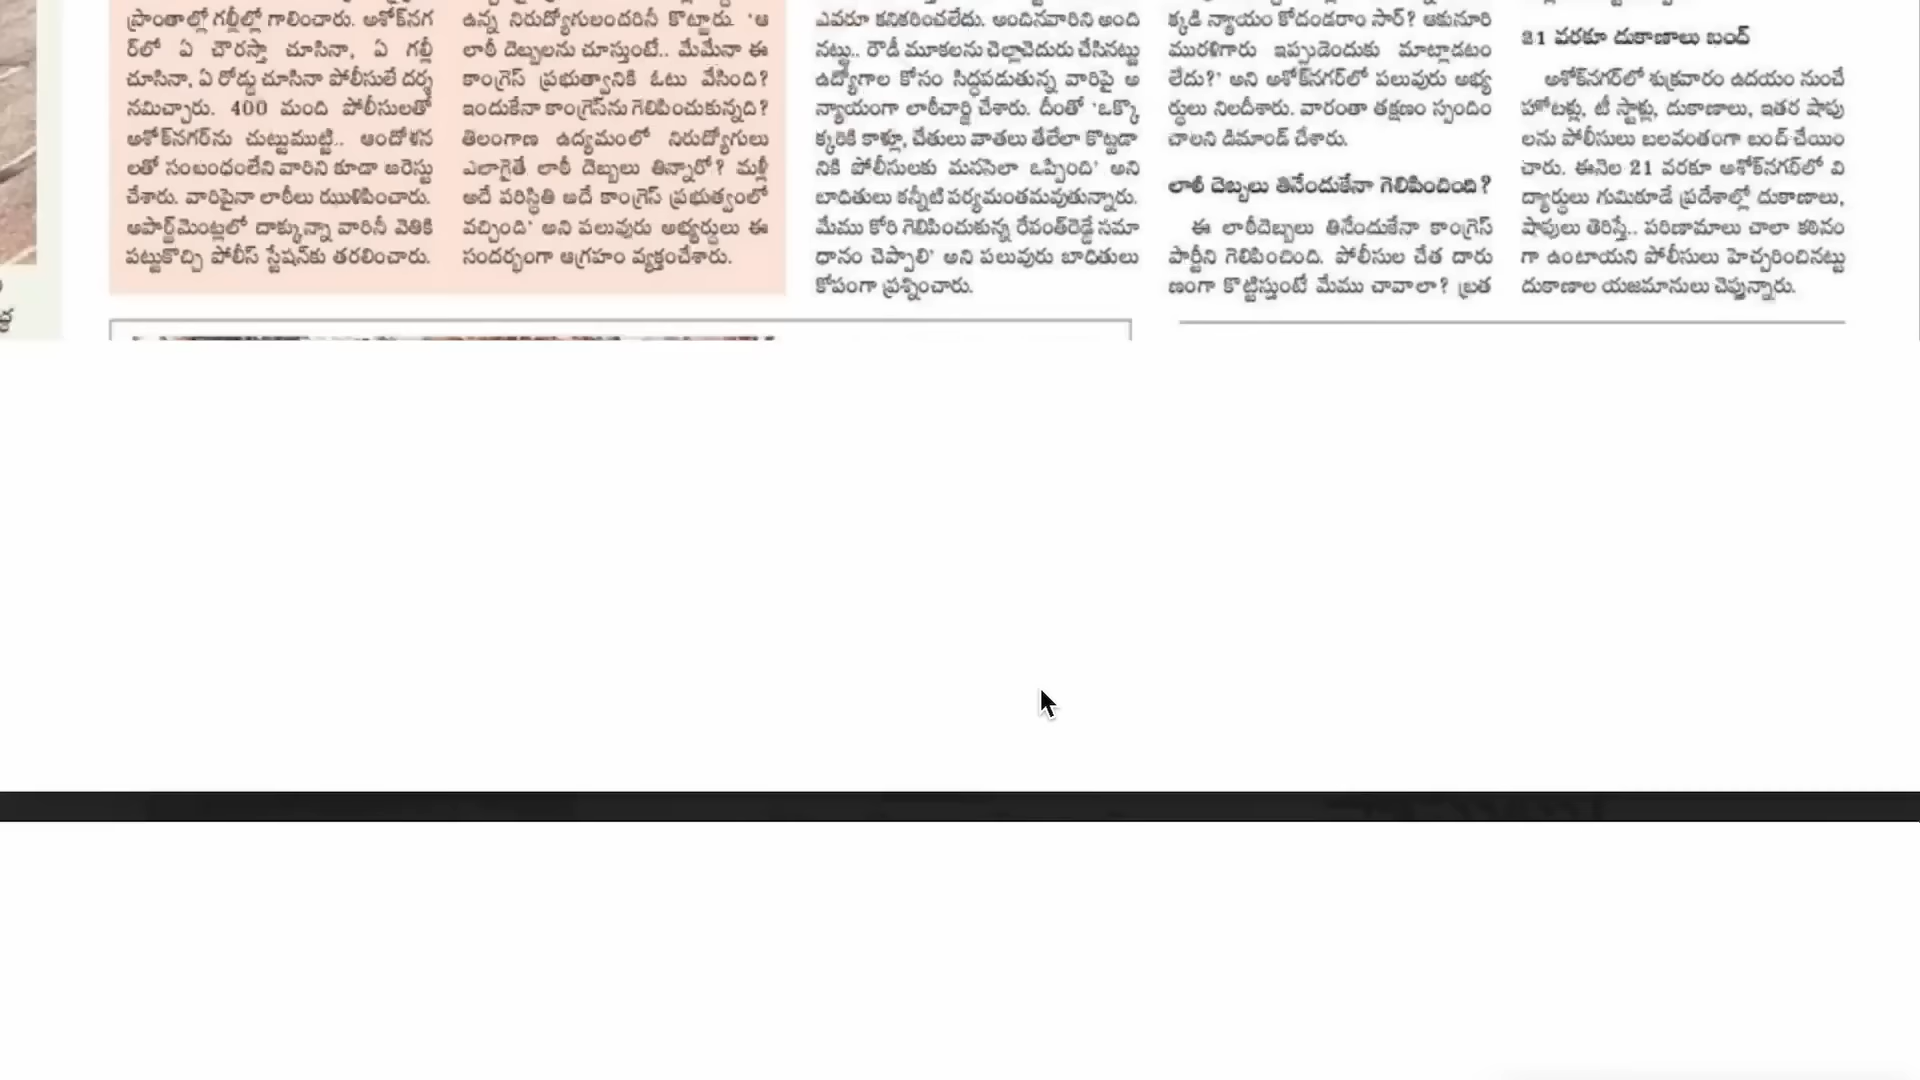 ప్రాంతాల్లో గల్లీల్లో గాలించారు. అశోక్‌నగ
ర్‌లో ఏ చౌరస్తా చూసినా, ఏ గల్లీ
చూసినా, ఏ రోడ్డు చూసినా పోలీసులే దర్శ
నమిచ్చారు. 400 మంది పోలీసులతో
అశోక్‌నగర్‌ను చుట్టుముట్టి.. ఆందోళన
లతో సంబంధంలేని వారిని కూడా అరెస్టు
చేశారు. వారిపైనా లాఠీలు ఝుళిపించారు.
అపార్ట్‌మెంట్లలో దాక్కున్నా వారినీ వెతికి
పట్టుకొచ్చి పోలీస్ స్టేషన్‌కు తరలించారు.
ఉన్న నిరుద్యోగులందరినీ కొట్టారు. 'ఆ
లాఠీ దెబ్బలను చూస్తుంటే.. మేమేనా ఈ
కాంగ్రెస్ ప్రభుత్వానికి ఓటు వేసింది?
ఇందుకేనా కాంగ్రెస్‌ను గెలిపించుకున్నది?
తెలంగాణ ఉద్యమంలో నిరుద్యోగులు
ఎలాగైతే లాఠీ దెబ్బలు తిన్నారో? మళ్లీ
అదే పరిస్థితి అదే కాంగ్రెస్ ప్రభుత్వంలో
వచ్చింది' అని పలువురు అభ్యర్థులు ఈ
సందర్భంగా ఆగ్రహం వ్యక్తంచేశారు.
ఎవరూ కనికరించలేదు. అందినవారిని అంది
నట్టు.. రౌడీ మూకలను చెల్లాచెదురు చేసినట్టు
ఉద్యోగాల కోసం సిద్ధపడుతున్న వారిపై అ
న్యాయంగా లాఠీచార్జి చేశారు. దీంతో 'ఒక్కొ
క్కరికి కాళ్లూ, చేతులు వాతలు తేలేలా కొట్టడా
నికి పోలీసులకు మనసెలా ఒప్పింది' అని
బాధితులు కన్నీటి పర్యంతమవుతున్నారు.
మేము కోరి గెలిపించుకున్న రేవంత్‌రెడ్డే సమా
ధానం చెప్పాలి' అని పలువురు బాధితులు
కోపంగా ప్రశ్నించారు.
క్కడి న్యాయం కోదండరాం సార్? ఆకునూరి
మురళిగారు ఇప్పుడెందుకు మాట్లాడటం
లేదు?' అని అశోక్‌నగర్‌లో పలువురు అభ్య
ర్థులు నిలదీశారు. వారంతా తక్షణం స్పందిం
చాలని డిమాండ్ చేశారు.
లాఠీ దెబ్బలు తినేందుకేనా గెలిపించింది?
ఈ లాఠీదెబ్బలు తినేందుకేనా కాంగ్రెస్
పార్టీని గెలిపించింది. పోలీసుల చేత దారు
ణంగా కొట్టిస్తుంటే మేము చావాలా? బ్రత
21 వరకూ దుకాణాలు బంద్
అశోక్‌నగర్‌లో శుక్రవారం ఉదయం నుంచే
హోటళ్లు, టీ స్టాళ్లు, దుకాణాలు, ఇతర షాపు
లను పోలీసులు బలవంతంగా బంద్ చేయిం
చారు. ఈనెల 21 వరకూ అశోక్‌నగర్‌లో వి
ద్యార్థులు గుమికూడే ప్రదేశాల్లో దుకాణాలు,
షాపులు తెరిస్తే.. పరిణామాలు చాలా కఠినం
గా ఉంటాయని పోలీసులు హెచ్చరించినట్టు
దుకాణాల యజమానులు చెప్తున్నారు.